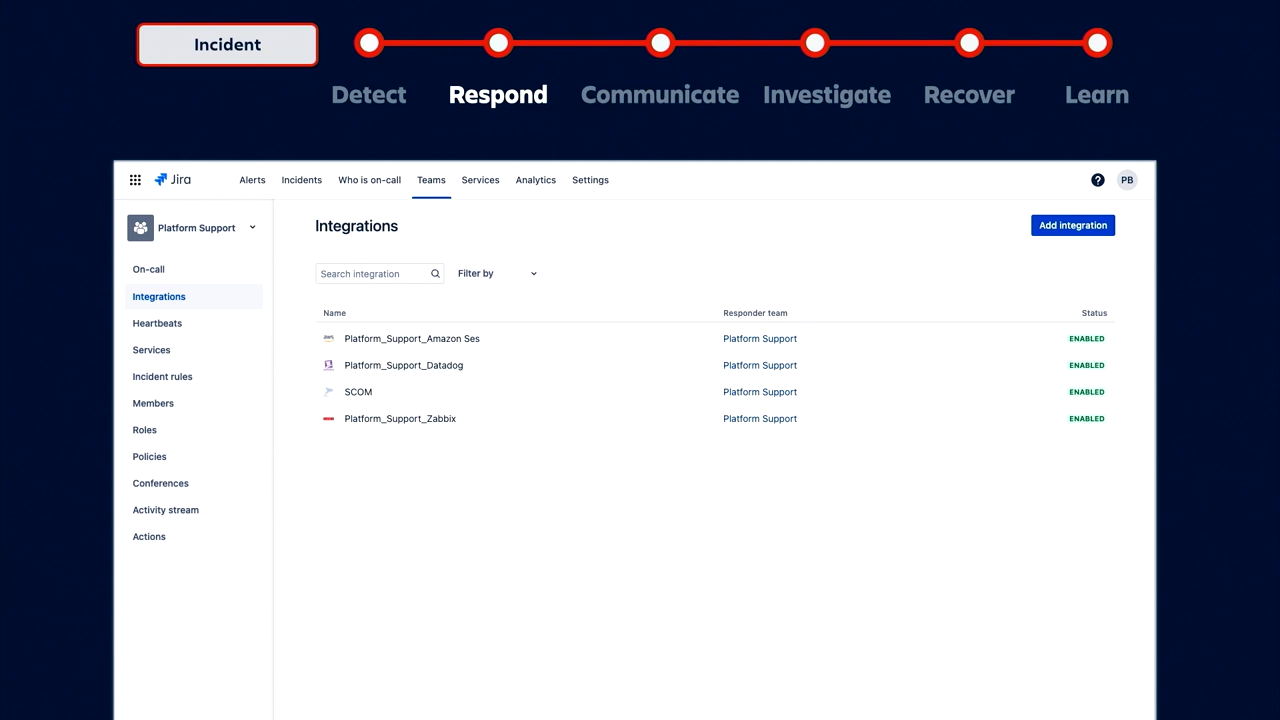 Incident
Detect Respond Communicate Investigate Recover Learn
Jira Alerts Incidents Who is on-call Teams Services Analytics Settings ? PB
Platform Support
On-call
Integrations
Heartbeats
Services
Incident rules
Members
Roles
Policies
Conferences
Activity stream
Actions
Integrations Add integration
Search integration Filter by
Name Responder team Status
Platform_Support_Amazon Ses Platform Support ENABLED
Platform_Support_Datadog Platform Support ENABLED
SCOM Platform Support ENABLED
Platform_Support_Zabbix Platform Support ENABLED